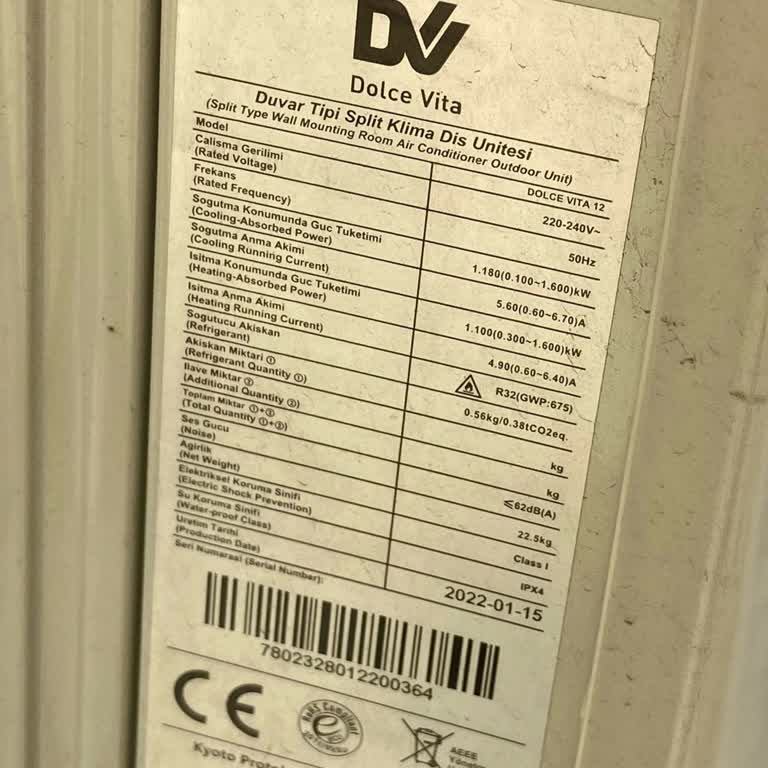 DV
Dolce Vita
Duvar Tipi Split Klima Dis Unitesi
(Split Type Wall Mounting Room Air Conditioner Outdoor Unit)
Model DOLCE VITA 12
Calisma Gerilimi
(Rated Voltage) 220-240V~
Frekans
(Rated Frequency) 50Hz
Sogutma Konumunda Guc Tuketimi
(Cooling-Absorbed Power) 1.180(0.100~1.600)kW
Sogutma Anma Akimi
(Cooling Running Current) 5.60(0.60~6.70)A
Isitma Konumunda Guc Tuketimi
(Heating-Absorbed Power) 1.100(0.300~1.600)kW
Isitma Anma Akimi
(Heating Running Current) 4.90(0.60~6.40)A
Sogutucu Akiskan
(Refrigerant) R32(GWP:675)
Akiskan Miktari ①
(Refrigerant Quantity ①) 0.56kg/0.38tCO2eq.
Ilave Miktar ②
(Additional Quantity ②) kg
Toplam Miktar ①+②
(Total Quantity ①+②) kg
Ses Gucu
(Noise) ≤62dB(A)
Agirlik
(Net Weight) 22.5kg
Elektriksel Koruma Sinifi
(Electric Shock Prevention) Class I
Su Koruma Sinifi
(Water-proof Class) IPX4
Uretim Tarihi
(Production Date) 2022-01-15
Seri Numarasi (Serial Number):
7802328012200364
CE
RoHS Compliant
e
AEEE
Kyoto